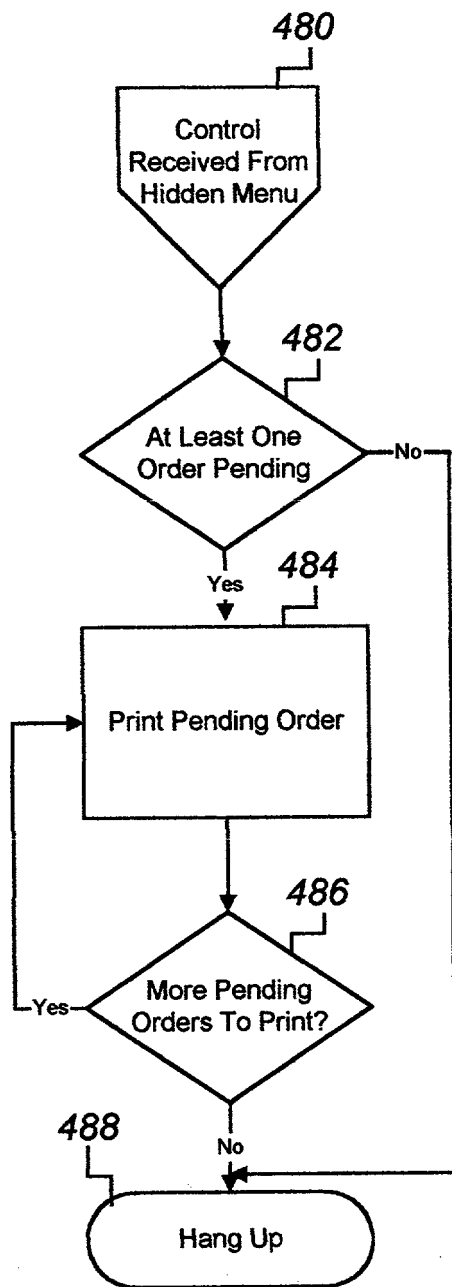 480
Control
Received From
Hidden Menu
482
At Least One
Order Pending
No
Yes
484
Print Pending Order
486
More Pending
Orders To Print?
Yes
No
488
Hang Up